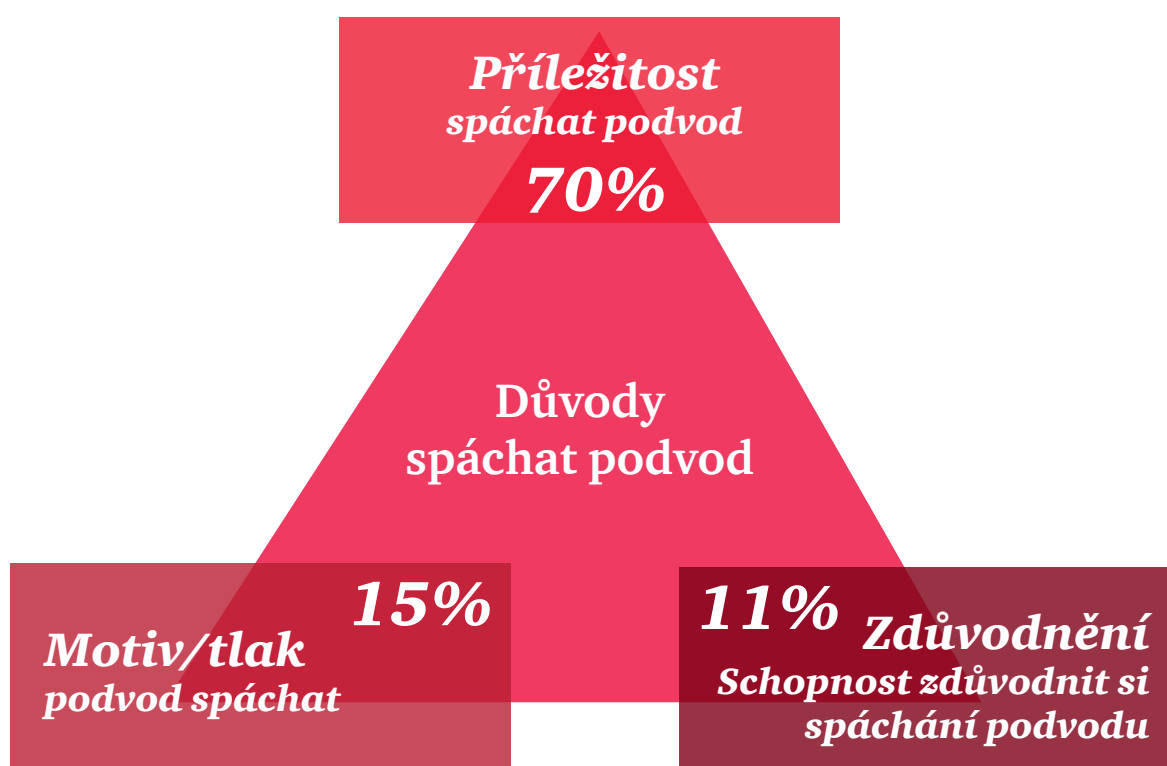 Příležitost
spáchat podvod
70%
Důvody
spáchat podvod
15%
Motiv/tlak
podvod spáchat
11%
Zdůvodnění
Schopnost zdůvodnit si
spáchání podvodu